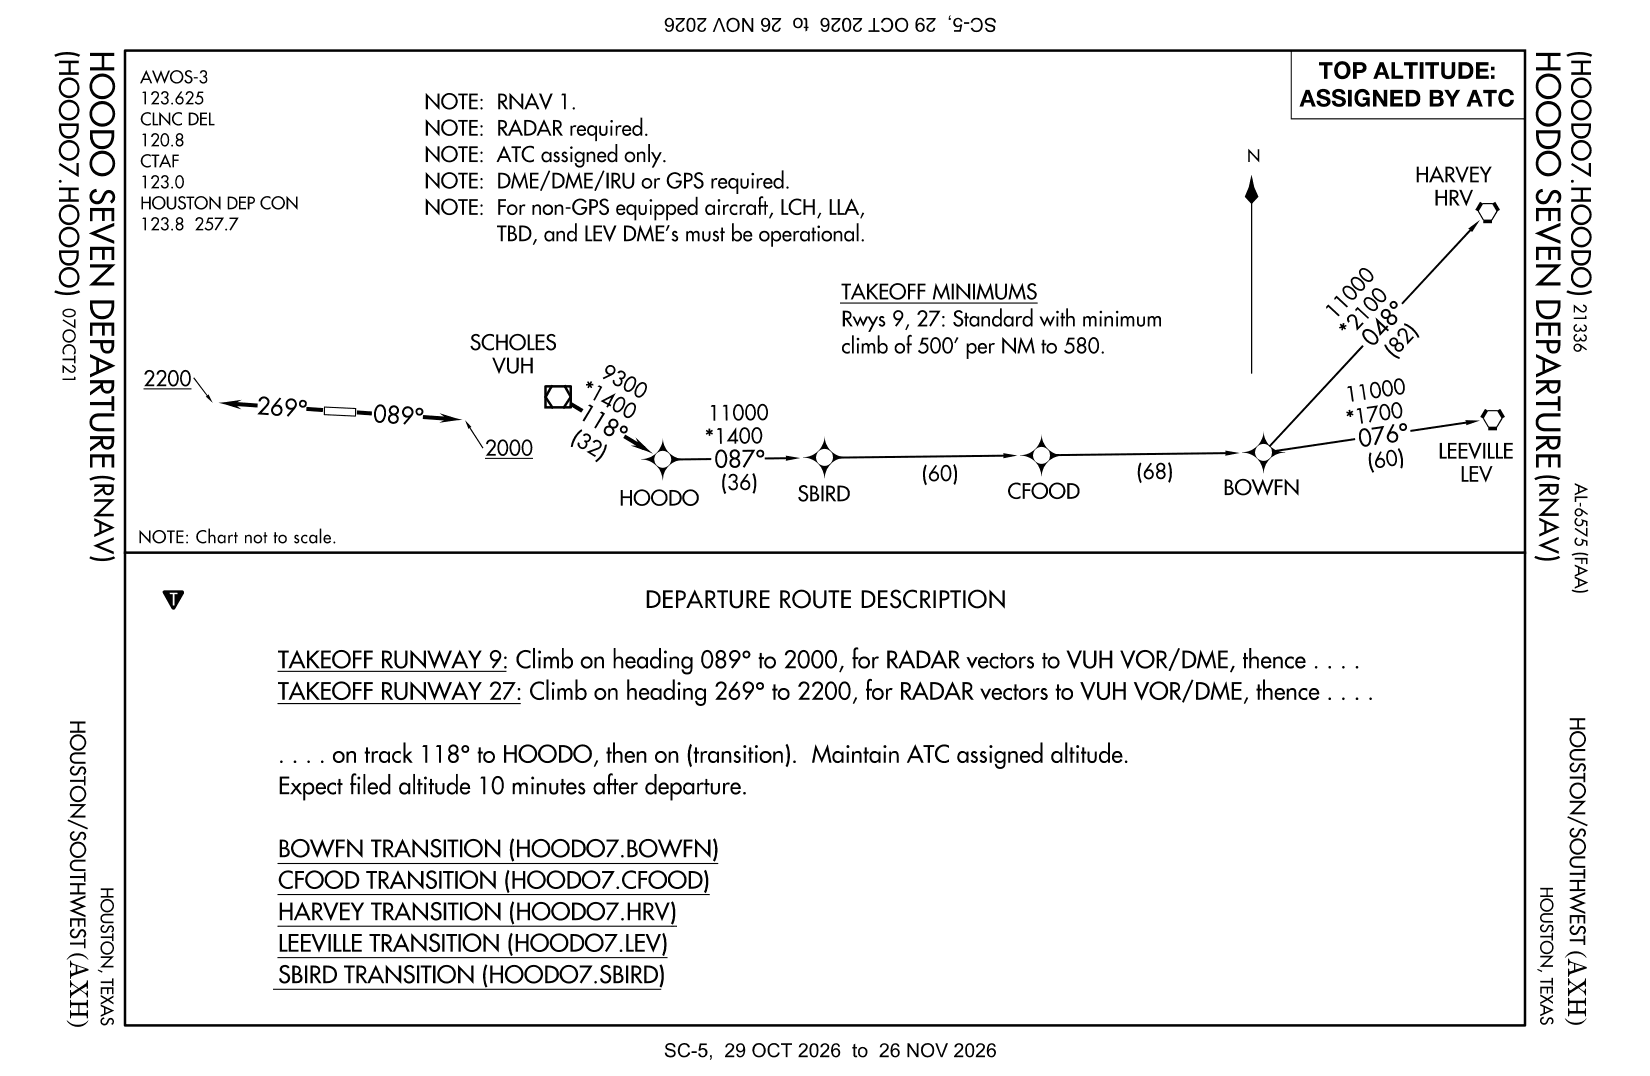 SC-5, 29 OCT 2026 to 26 NOV 2026
HOODO SEVEN DEPARTURE (RNAV)
(HOODO7.HOODO) 07OCT21
HOUSTON/SOUTHWEST (AXH)
HOUSTON, TEXAS
(HOODO7.HOODO) 21336
HOODO SEVEN DEPARTURE (RNAV)
AL-6575 (FAA)
HOUSTON/SOUTHWEST (AXH)
HOUSTON, TEXAS
TOP ALTITUDE:
ASSIGNED BY ATC
AWOS-3
123.625
CLNC DEL
120.8
CTAF
123.0
HOUSTON DEP CON
123.8 257.7
NOTE: RNAV 1.
NOTE: RADAR required.
NOTE: ATC assigned only.
NOTE: DME/DME/IRU or GPS required.
NOTE: For non-GPS equipped aircraft, LCH, LLA,
TBD, and LEV DME's must be operational.
N
HARVEY
HRV
TAKEOFF MINIMUMS
Rwys 9, 27: Standard with minimum
climb of 500' per NM to 580.
11000
*2100
048°
(82)
SCHOLES
VUH
2200
269°
089°
2000
9300
*1400
118°
(32)
11000
*1400
087°
(36)
(60)
(68)
11000
*1700
076°
(60)
HOODO
SBIRD
CFOOD
BOWFN
LEEVILLE
LEV
NOTE: Chart not to scale.
T
DEPARTURE ROUTE DESCRIPTION
TAKEOFF RUNWAY 9: Climb on heading 089° to 2000, for RADAR vectors to VUH VOR/DME, thence . . . .
TAKEOFF RUNWAY 27: Climb on heading 269° to 2200, for RADAR vectors to VUH VOR/DME, thence . . . .
. . . . on track 118° to HOODO, then on (transition). Maintain ATC assigned altitude.
Expect filed altitude 10 minutes after departure.
BOWFN TRANSITION (HOODO7.BOWFN)
CFOOD TRANSITION (HOODO7.CFOOD)
HARVEY TRANSITION (HOODO7.HRV)
LEEVILLE TRANSITION (HOODO7.LEV)
SBIRD TRANSITION (HOODO7.SBIRD)
SC-5, 29 OCT 2026 to 26 NOV 2026